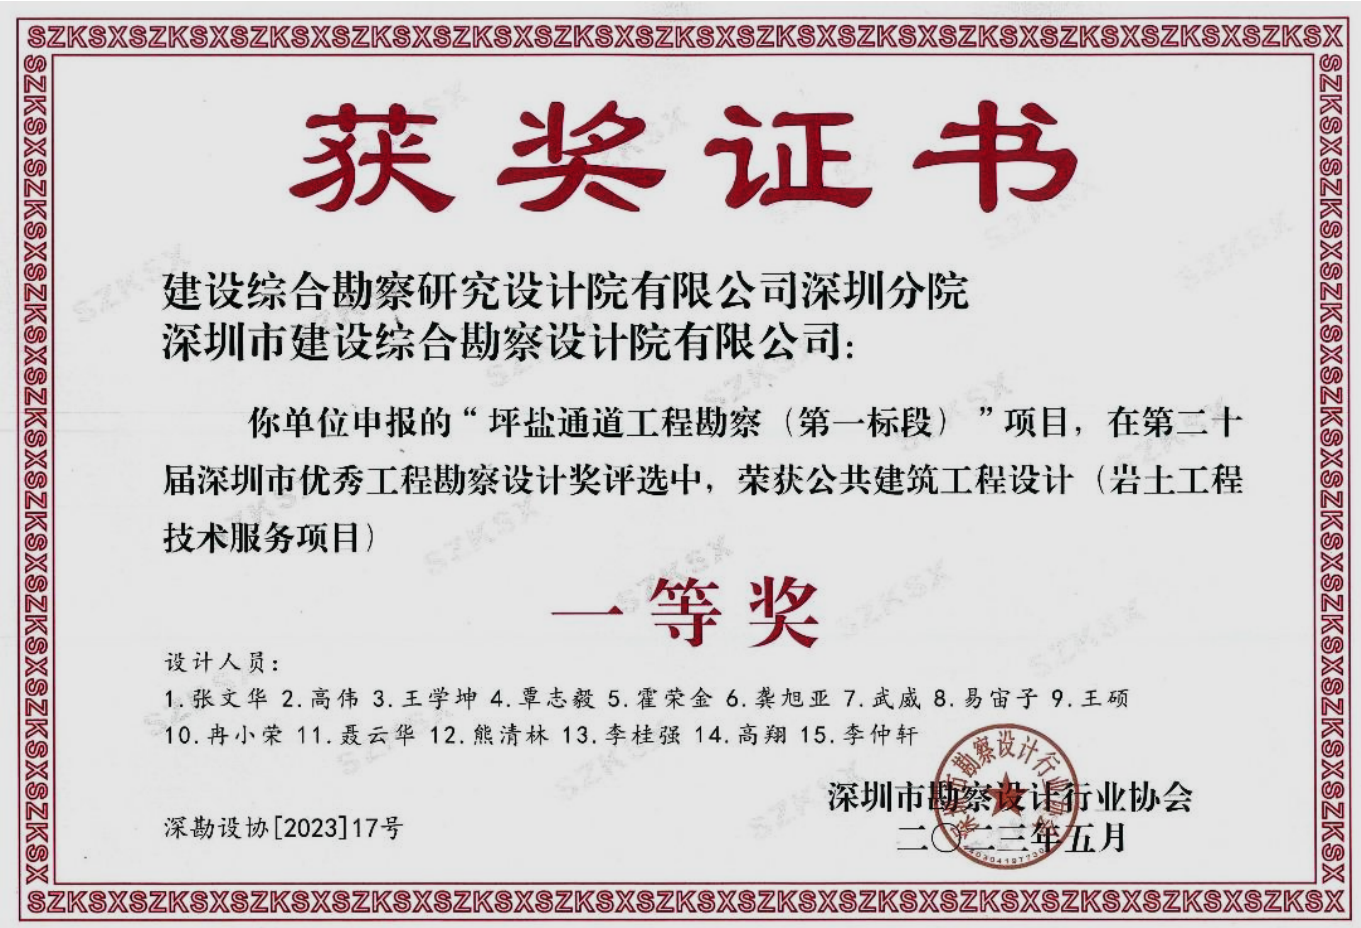 SZKSXSZKSXSZKSXSZKSXSZKSXSZKSXSZKSXSZKSXSZKSXSZKSXSZKSXSZKSXSZKSX
获奖证书
建设综合勘察研究设计院有限公司深圳分院
深圳市建设综合勘察设计院有限公司：
你单位申报的“坪盐通道工程勘察（第一标段）”项目，在第二十
届深圳市优秀工程勘察设计奖评选中，荣获公共建筑工程设计（岩土工程
技术服务项目）
一等奖
设计人员：
1.张文华 2.高伟 3.王学坤 4.覃志毅 5.霍荣金 6.龚旭亚 7.武威 8.易宙子 9.王硕
10.冉小荣 11.聂云华 12.熊清林 13.李桂强 14.高翔 15.李仲轩
深圳市勘察设计行业协会
深勘设协[2023]17号
二〇二三年五月
SZKSXSZKSXSZKSXSZKSXSZKSXSZKSXSZKSXSZKSXSZKSXSZKSXSZKSXSZKSXSZKSX